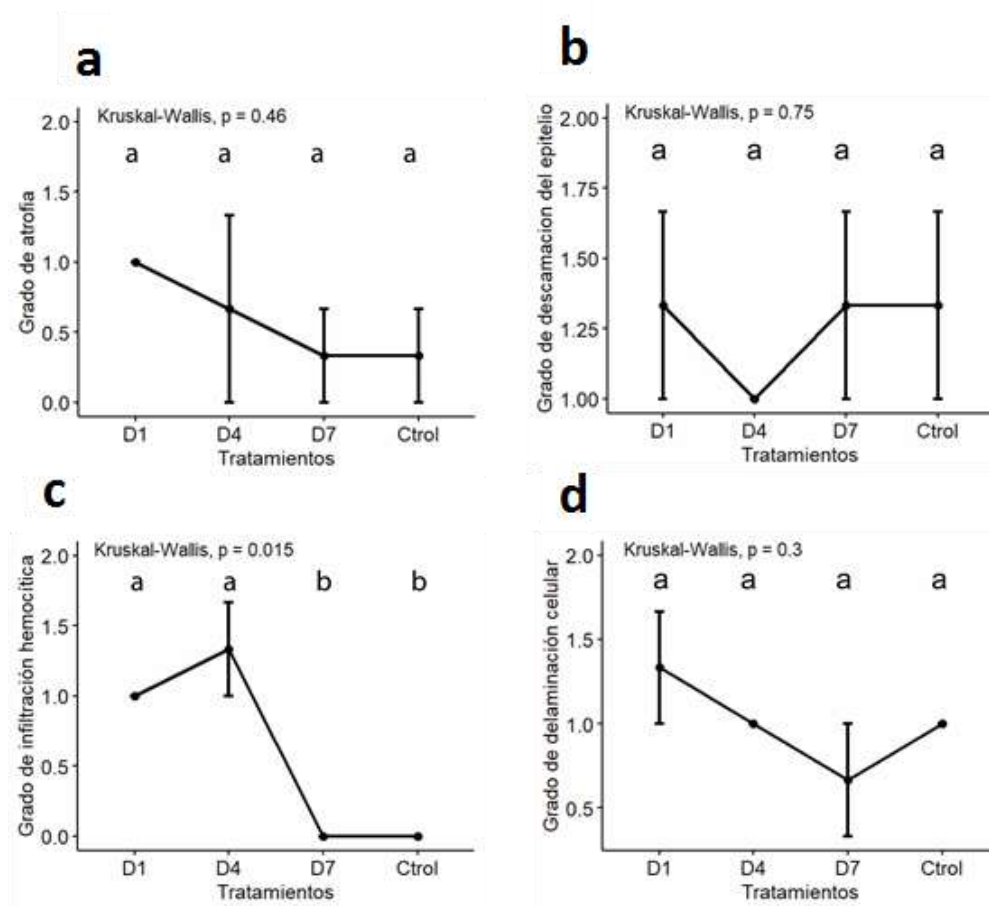 a
Kruskal-Wallis, p = 0.46
a a a a
2.0
1.5
1.0
0.5
0.0
Grado de atrofia
D1 D4 D7 Ctrol
Tratamientos
b
Kruskal-Wallis, p = 0.75
a a a a
2.00
1.75
1.50
1.25
1.00
Grado de descamacion del epitelio
D1 D4 D7 Ctrol
Tratamientos
c
Kruskal-Wallis, p = 0.015
a a b b
2.0
1.5
1.0
0.5
0.0
Grado de infiltración hemocítica
D1 D4 D7 Ctrol
Tratamientos
d
Kruskal-Wallis, p = 0.3
a a a a
2.0
1.5
1.0
0.5
Grado de delaminación celular
D1 D4 D7 Ctrol
Tratamientos